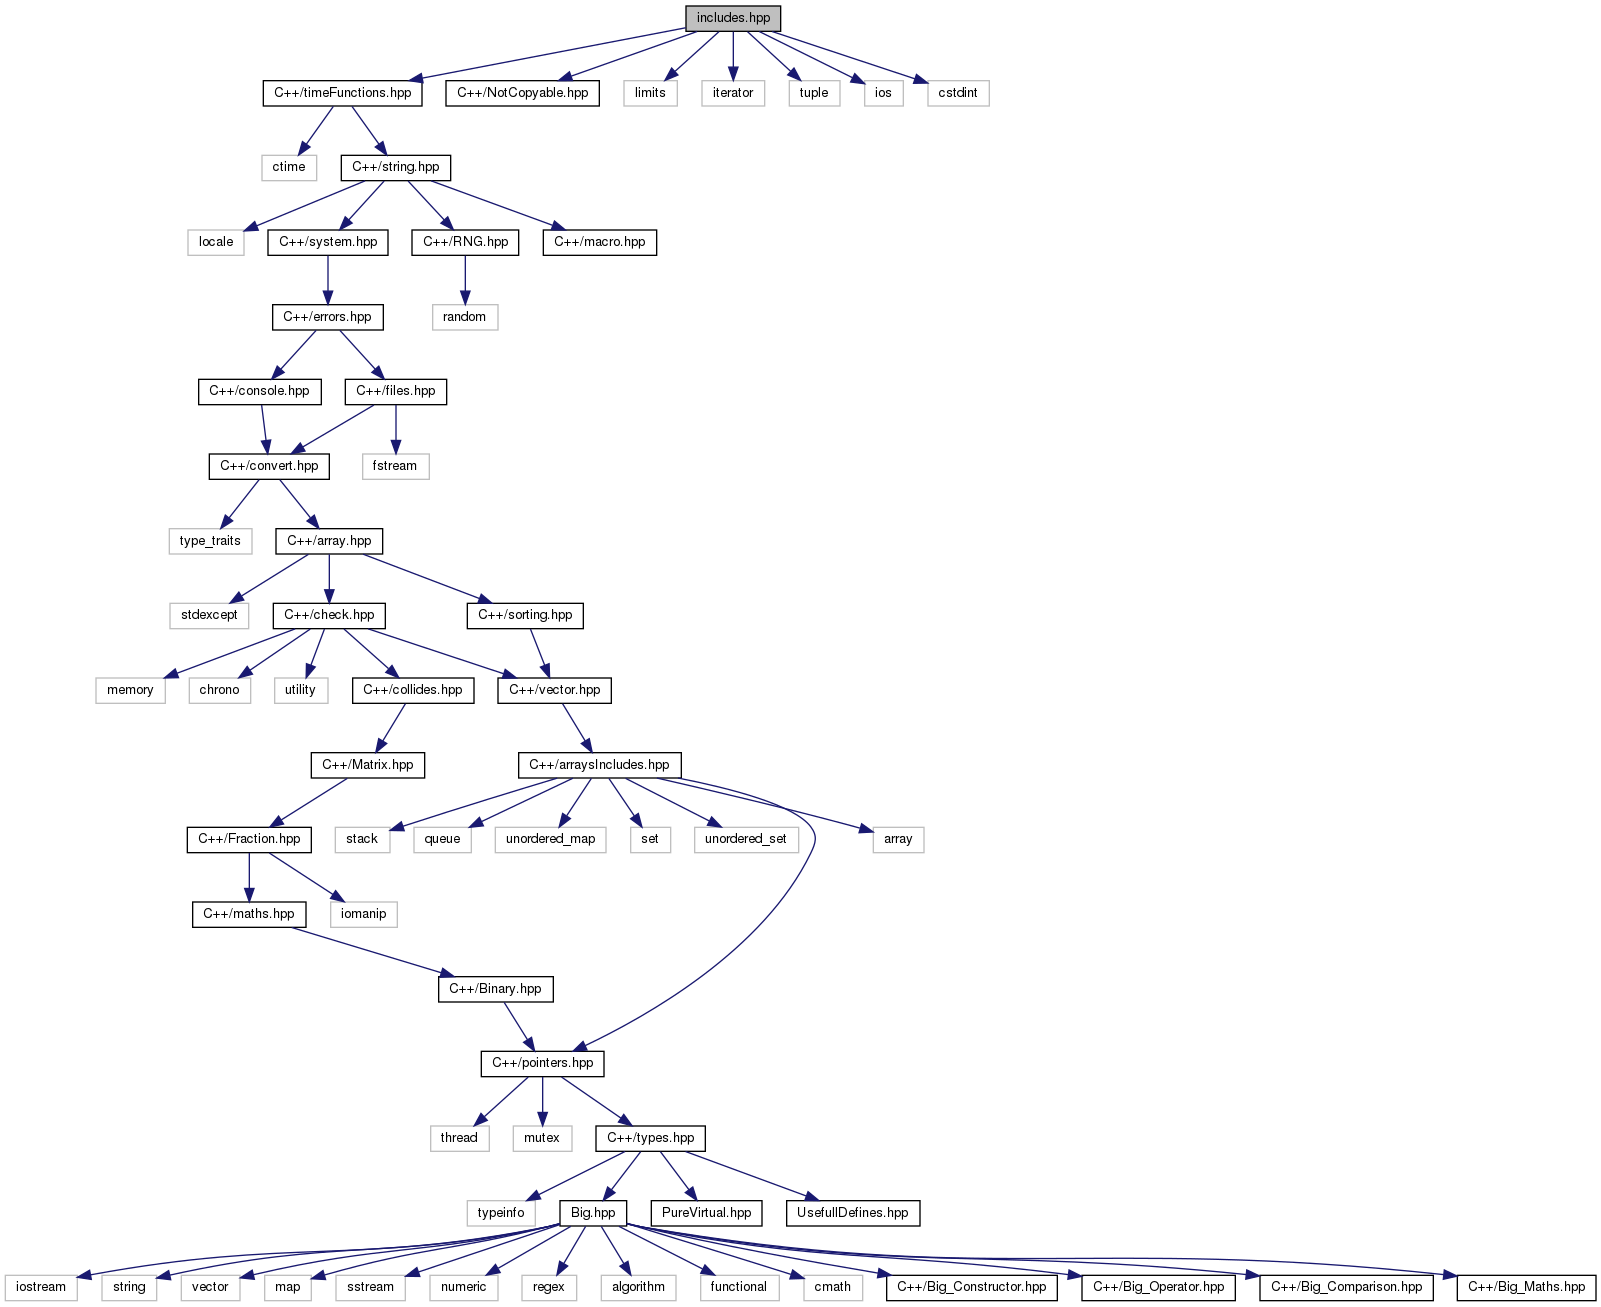 includes.hpp
C++/timeFunctions.hpp
C++/NotCopyable.hpp
limits
iterator
tuple
ios
cstdint
ctime
C++/string.hpp
locale
C++/system.hpp
C++/RNG.hpp
C++/macro.hpp
C++/errors.hpp
random
C++/console.hpp
C++/files.hpp
C++/convert.hpp
fstream
type_traits
C++/array.hpp
stdexcept
C++/check.hpp
C++/sorting.hpp
memory
chrono
utility
C++/collides.hpp
C++/vector.hpp
C++/Matrix.hpp
C++/arraysIncludes.hpp
C++/Fraction.hpp
stack
queue
unordered_map
set
unordered_set
array
C++/maths.hpp
iomanip
C++/Binary.hpp
C++/pointers.hpp
thread
mutex
C++/types.hpp
typeinfo
Big.hpp
PureVirtual.hpp
UsefullDefines.hpp
iostream
string
vector
map
sstream
numeric
regex
algorithm
functional
cmath
C++/Big_Constructor.hpp
C++/Big_Operator.hpp
C++/Big_Comparison.hpp
C++/Big_Maths.hpp